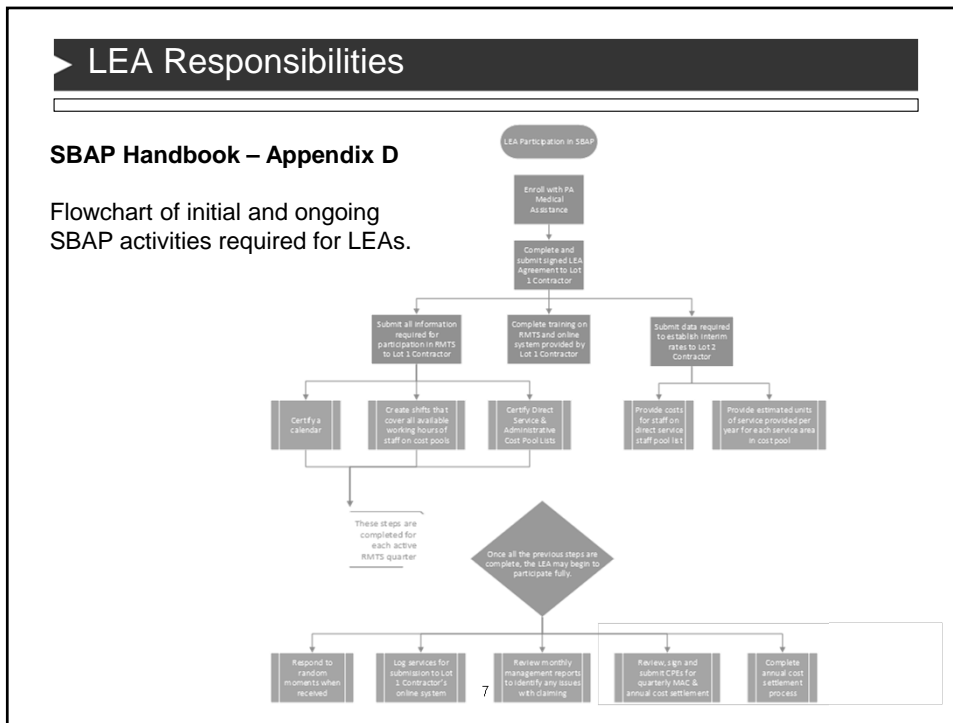 LEA Responsibilities
SBAP Handbook – Appendix D
Flowchart of initial and ongoing
SBAP activities required for LEAs.
LEA Participation in SBAP
Enroll with PA
Medical
Assistance
Complete and
submit signed LEA
Agreement to Lot
1 Contractor
Submit all information
required for
participation in RMTS
to Lot 1 Contractor
Complete training on
RMTS and online
system provided by
Lot 1 Contractor
Submit data required
to establish interim
rates to Lot 2
Contractor
Certify a
calendar
Create shifts that
cover all available
working hours of
staff on cost pools
Certify Direct
Service &
Administrative
Cost Pool Lists
Provide costs
for staff on
direct service
staff pool list
Provide estimated units
of service provided per
year for each service area
in cost pool
These steps are
completed for
each active
RMTS quarter
Once all the previous steps are
complete, the LEA may begin to
participate fully.
Respond to
random
moments when
received
Log services for
submission to Lot
1 Contractor's
online system
Review monthly
management reports
to identify any issues
with claiming
Review, sign and
submit CPEs for
quarterly MAC &
annual cost settlement
Complete
annual cost
settlement
process
7